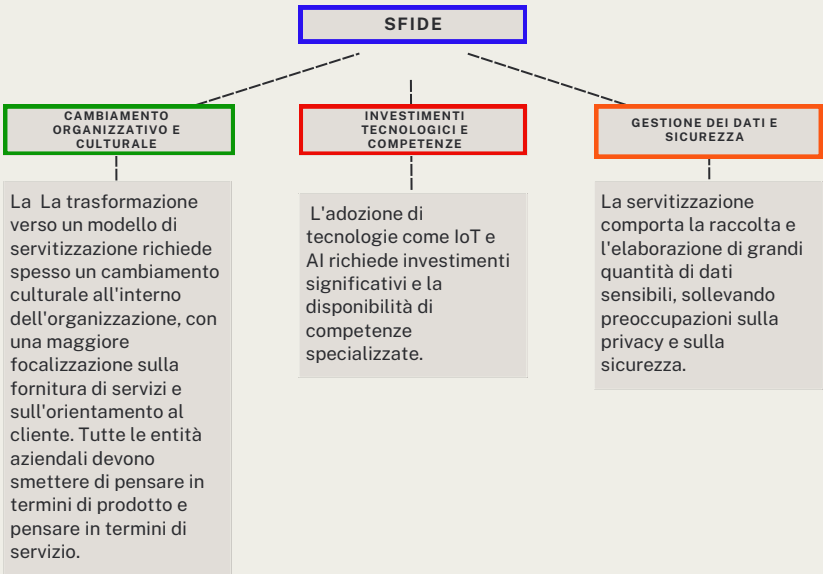 SFIDE
CAMBIAMENTO
ORGANIZZATIVO E
CULTURALE
La  La trasformazione
verso un modello di
servitizzazione richiede
spesso un cambiamento
culturale all'interno
dell'organizzazione, con
una maggiore
focalizzazione sulla
fornitura di servizi e
sull'orientamento al
cliente. Tutte le entità
aziendali devono
smettere di pensare in
termini di prodotto e
pensare in termini di
servizio.
INVESTIMENTI
TECNOLOGICI E
COMPETENZE
L'adozione di
tecnologie come IoT e
AI richiede investimenti
significativi e la
disponibilità di
competenze
specializzate.
GESTIONE DEI DATI E
SICUREZZA
La servitizzazione
comporta la raccolta e
l'elaborazione di grandi
quantità di dati
sensibili, sollevando
preoccupazioni sulla
privacy e sulla
sicurezza.